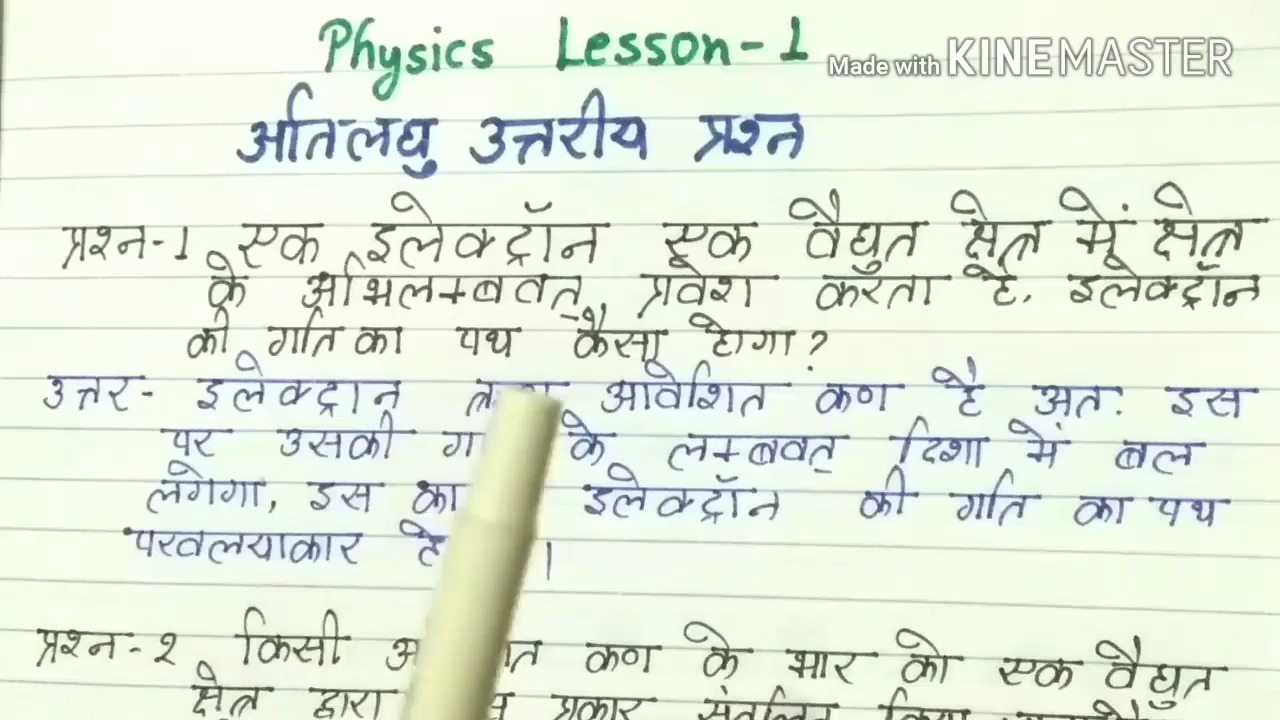 Physics Lesson-1
Made with KINEMASTER
अतिलघु उत्तरीय प्रश्न
प्रश्न-1 एक इलेक्ट्रॉन एक वैद्युत क्षेत्र में क्षेत्र
के अभिलम्बवत् प्रवेश करता है. इलेक्ट्रॉन
की गति का पथ कैसा होगा?
उत्तर- इलेक्ट्रान आवेशित कण है अतः इस
पर उसकी के लम्बवत् दिशा में बल
लगेगा, इस इलेक्ट्रॉन की गति का पथ
परवलयाकार ।
प्रश्न-2 किसी कण के भार को एक वैद्युत
क्षेत्र द्वारा प्रकार संतुलित किया